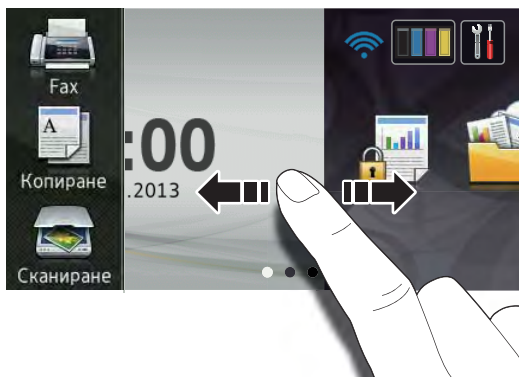 Fax
A
Копиране
:00
.2013
Сканиране